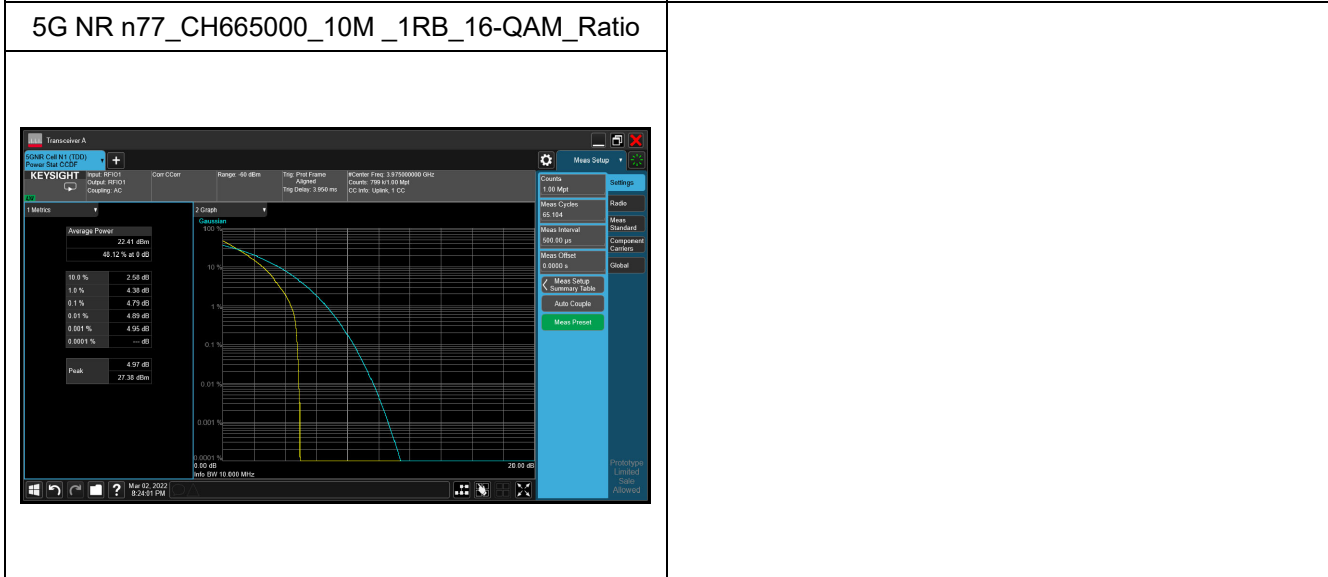 5G NR n77_CH665000_10M _1RB_16-QAM_Ratio
Transceiver A
5GNR Cell N1 (TDD)
Power Stat CCDF
+
Meas Setup
KEYSIGHT
Input: RFIO1
Output: RFIO1
Coupling: AC
Corr CCorr
Range: -60 dBm
Trig: Prot Frame
Aligned
Trig Delay: 3.950 ms
#Center Freq: 3.975000000 GHz
Counts: 799 k/1.00 Mpt
CC Info: Uplink, 1 CC
1 Metrics
Average Power
22.41 dBm
48.12 % at 0 dB
10.0 % 2.58 dB
1.0 % 4.38 dB
0.1 % 4.79 dB
0.01 % 4.89 dB
0.001 % 4.95 dB
0.0001 % --- dB
Peak
4.97 dB
27.38 dBm
2 Graph
Gaussian
100 %
10 %
1 %
0.1 %
0.01 %
0.001 %
0.0001 %
0.00 dB
20.00 dB
Info BW 10.000 MHz
Counts
1.00 Mpt
Meas Cycles
65.104
Meas Interval
500.00 µs
Meas Offset
0.0000 s
Meas Setup
Summary Table
Auto Couple
Meas Preset
Settings
Radio
Meas
Standard
Component
Carriers
Global
Prototype
Limited
Sale
Allowed
?
Mar 02, 2022
8:24:01 PM